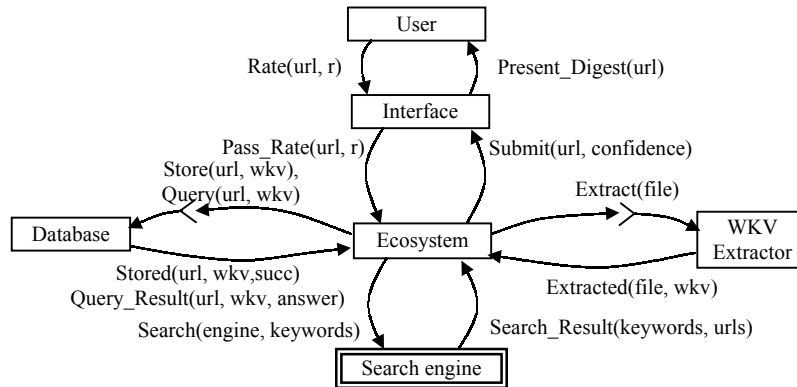 User
Rate(url, r)
Present_Digest(url)
Interface
Pass_Rate(url, r)
Submit(url, confidence)
Store(url, wkv),
Query(url, wkv)
Extract(file)
Database
Ecosystem
WKV
Extractor
Stored(url, wkv,succ)
Query_Result(url, wkv, answer)
Extracted(file, wkv)
Search(engine, keywords)
Search_Result(keywords, urls)
Search engine